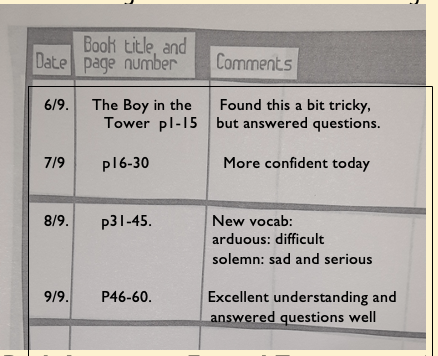 Date
Book title and
page number
Comments
6/9.
The Boy in the
Tower p1-15
Found this a bit tricky,
but answered questions.
7/9
p16-30
More confident today
8/9.
p31-45.
New vocab:
arduous: difficult
solemn: sad and serious
9/9.
P46-60.
Excellent understanding and
answered questions well